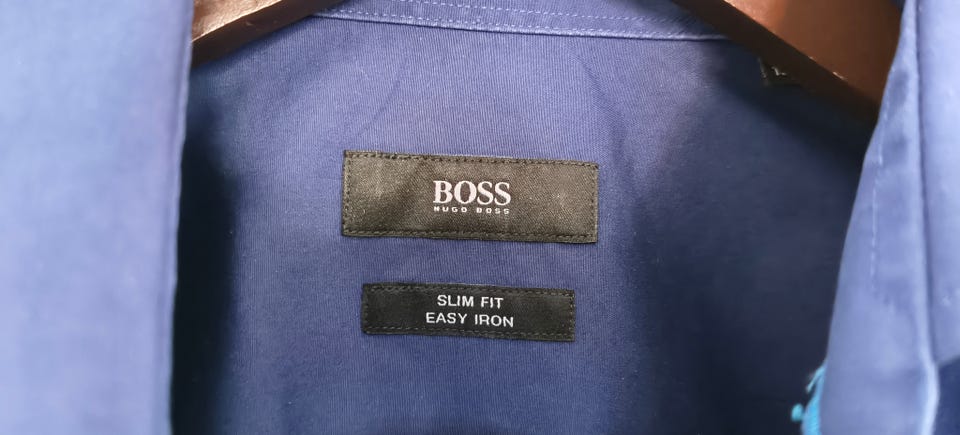 BOSS
HUGO BOSS
SLIM FIT
EASY IRON